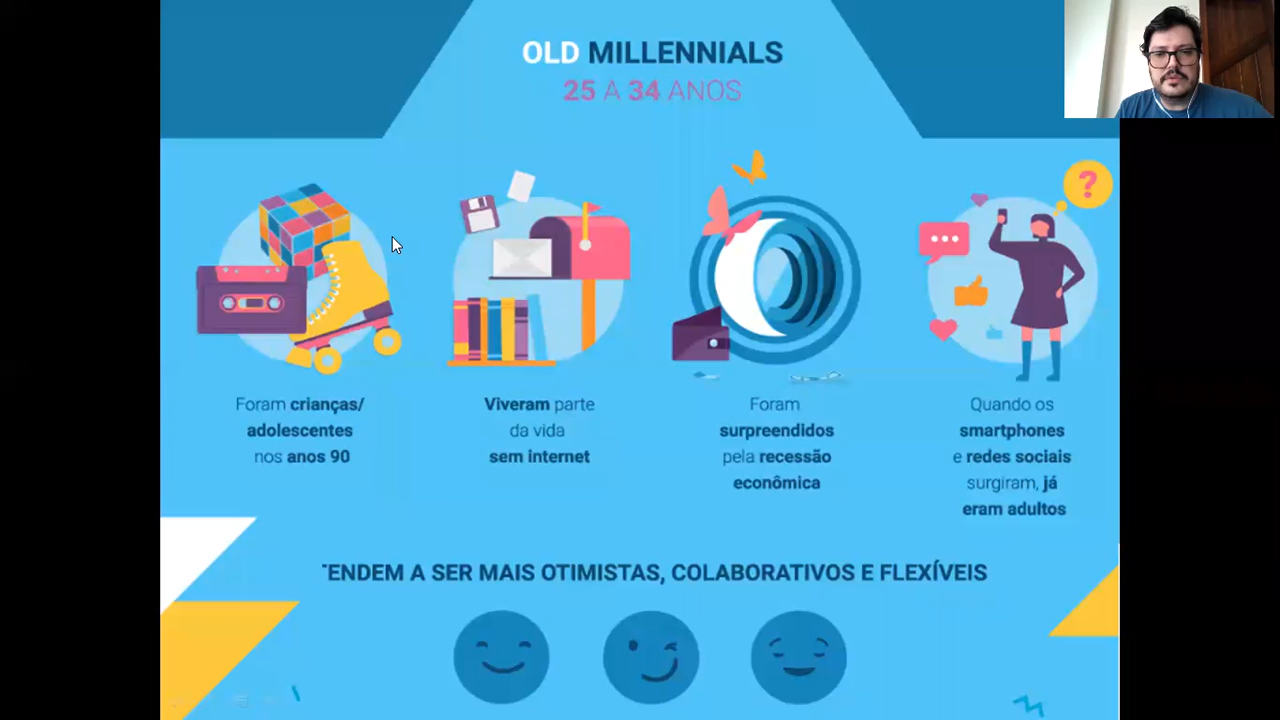 OLD MILLENNIALS
25 A 34 ANOS
Foram crianças/
adolescentes
nos anos 90
Viveram parte
da vida
sem internet
Foram
surpreendidos
pela recessão
econômica
Quando os
smartphones
e redes sociais
surgiram, já
eram adultos
?
TENDEM A SER MAIS OTIMISTAS, COLABORATIVOS E FLEXÍVEIS